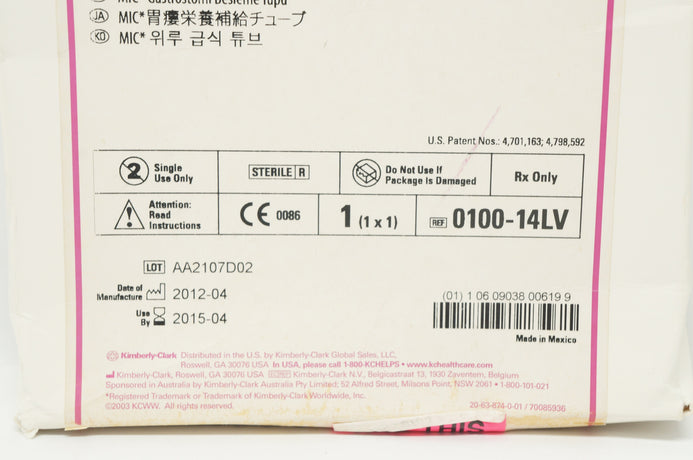 MIC* Gastrostomi Besleme Tüpü
JA MIC* 胃瘻栄養補給チューブ
KO MIC* 위루 급식 튜브
U.S. Patent Nos.: 4,701,163; 4,798,592
2 Single Use Only
STERILE R
Do Not Use If Package is Damaged
Rx Only
Attention: Read Instructions
CE 0086
1 (1 x 1)
REF 0100-14LV
LOT AA2107D02
Date of Manufacture 2012-04
Use By 2015-04
(01) 1 06 09038 00619 9
Made in Mexico
Kimberly-Clark Distributed in the U.S. by Kimberly-Clark Global Sales, LLC,
Roswell, GA 30076 USA In USA, please call 1-800-KCHELPS • www.kchealthcare.com
Kimberly-Clark, Roswell, GA 30076 USA EC REP Kimberly-Clark N.V., Belgicastraat 13, 1930 Zaventem, Belgium
Sponsored in Australia by Kimberly-Clark Australia Pty Limited; 52 Alfred Street, Milsons Point, NSW 2061 • 1-800-101-021
*Registered Trademark or Trademark of Kimberly-Clark Worldwide, Inc.
©2003 KCWW. All rights reserved.
20-63-674-0-01 / 70085936
THIS